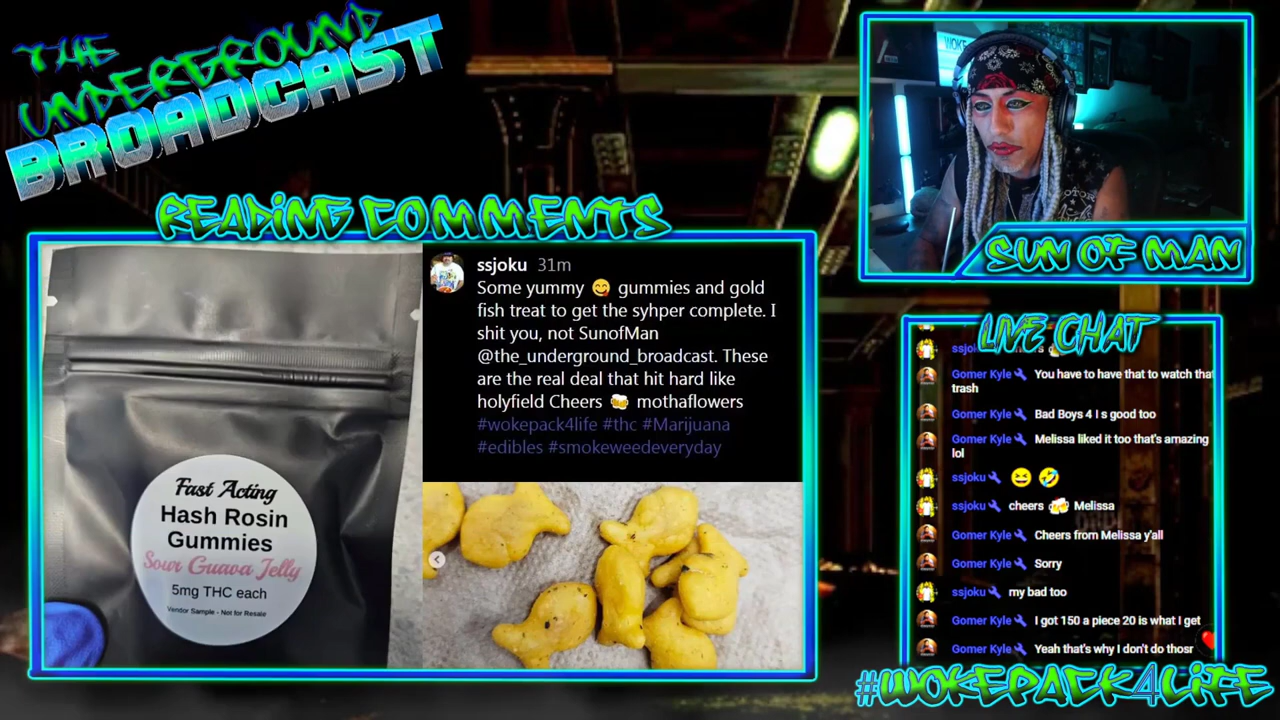 THE
UNDERGROUND
BROADCAST
READING COMMENTS
Fast Acting
Hash Rosin
Gummies
Sour Guava Jelly
5mg THC each
Vendor Sample - Not for Resale
ssjoku 31m
Some yummy 😋 gummies and gold
fish treat to get the syhper complete. I
shit you, not SunofMan
@the_underground_broadcast. These
are the real deal that hit hard like
holyfield Cheers 🍻 mothaflowers
#wokepack4life #thc #Marijuana
#edibles #smokeweedeveryday
WOKE
SUN OF MAN
LIVE CHAT
Gomer Kyle You have to have that to watch that
trash
Gomer Kyle Bad Boys 4 I s good too
Gomer Kyle Melissa liked it too that's amazing
lol
ssjoku 😆 🤣
ssjoku cheers 🍻 Melissa
Gomer Kyle Cheers from Melissa y'all
Gomer Kyle Sorry
ssjoku my bad too
Gomer Kyle I got 150 a piece 20 is what I get
Gomer Kyle Yeah that's why I don't do thosr
#WOKEPACK4LIFE